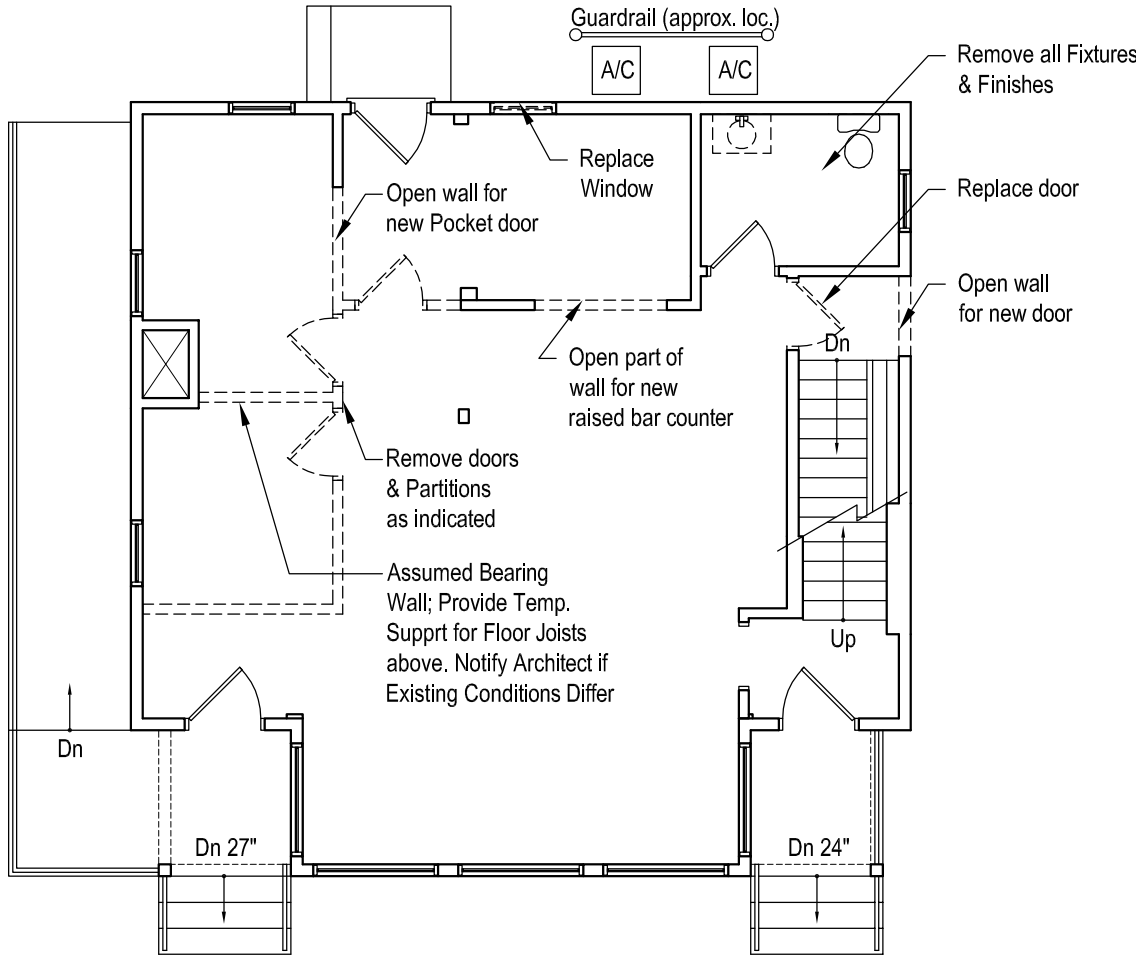 Guardrail (approx. loc.)
A/C
A/C
Remove all Fixtures
& Finishes
Replace
Window
Replace door
Open wall for
new Pocket door
Open wall
for new door
Dn
Open part of
wall for new
raised bar counter
Remove doors
& Partitions
as indicated
Assumed Bearing
Wall; Provide Temp.
Supprt for Floor Joists
above. Notify Architect if
Existing Conditions Differ
Up
Dn
Dn 27"
Dn 24"